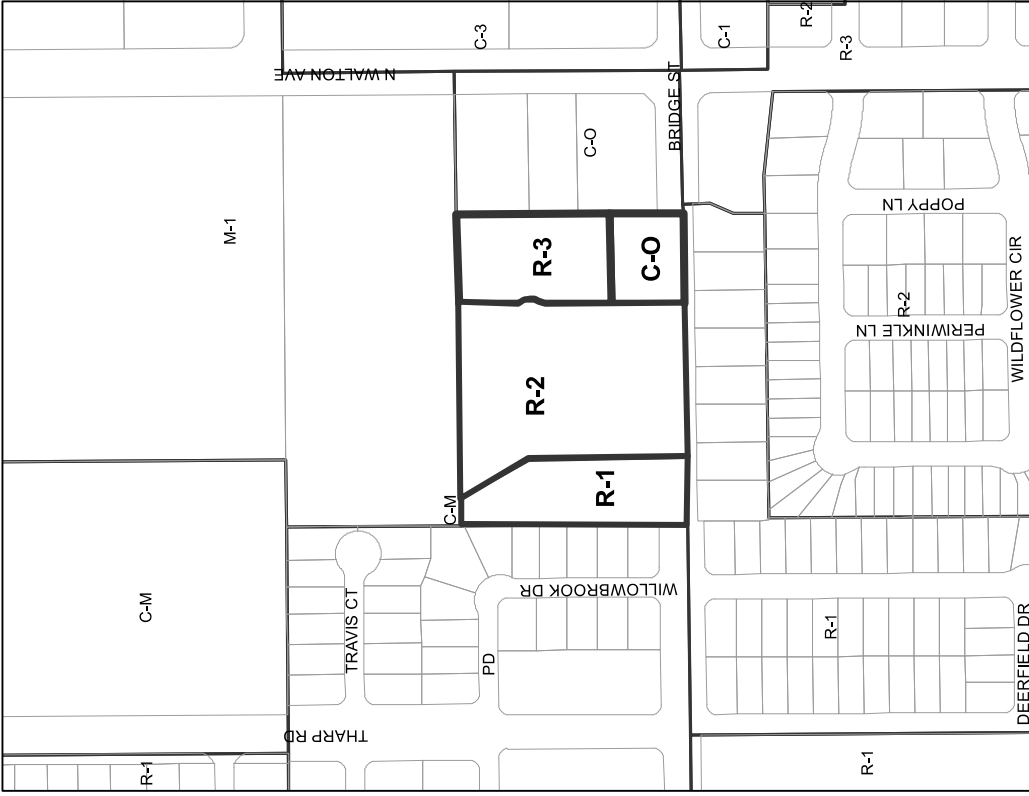 R-2
C-3
C-1
R-3
N WALTON AVE
BRIDGE ST
C-O
POPPY LN
M-1
R-3
C-O
WILDFLOWER CIR
R-2
PERIWINKLE LN
R-2
R-1
C-M
WILLOWBROOK DR
C-M
TRAVIS CT
R-1
PD
DEERFIELD DR
THARP RD
R-1
R-1